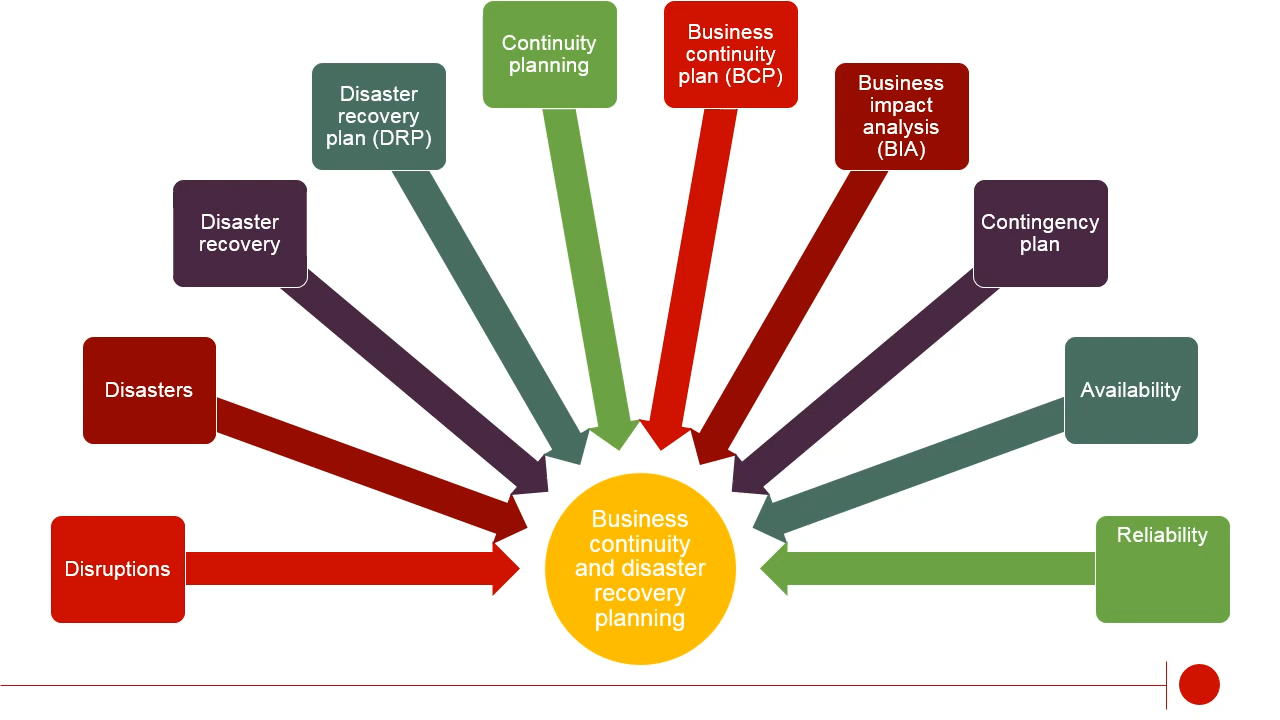 Continuity
planning
Business
continuity
plan (BCP)
Disaster
recovery
plan (DRP)
Business
impact
analysis
(BIA)
Disaster
recovery
Contingency
plan
Disasters
Availability
Disruptions
Reliability
Business
continuity
and disaster
recovery
planning